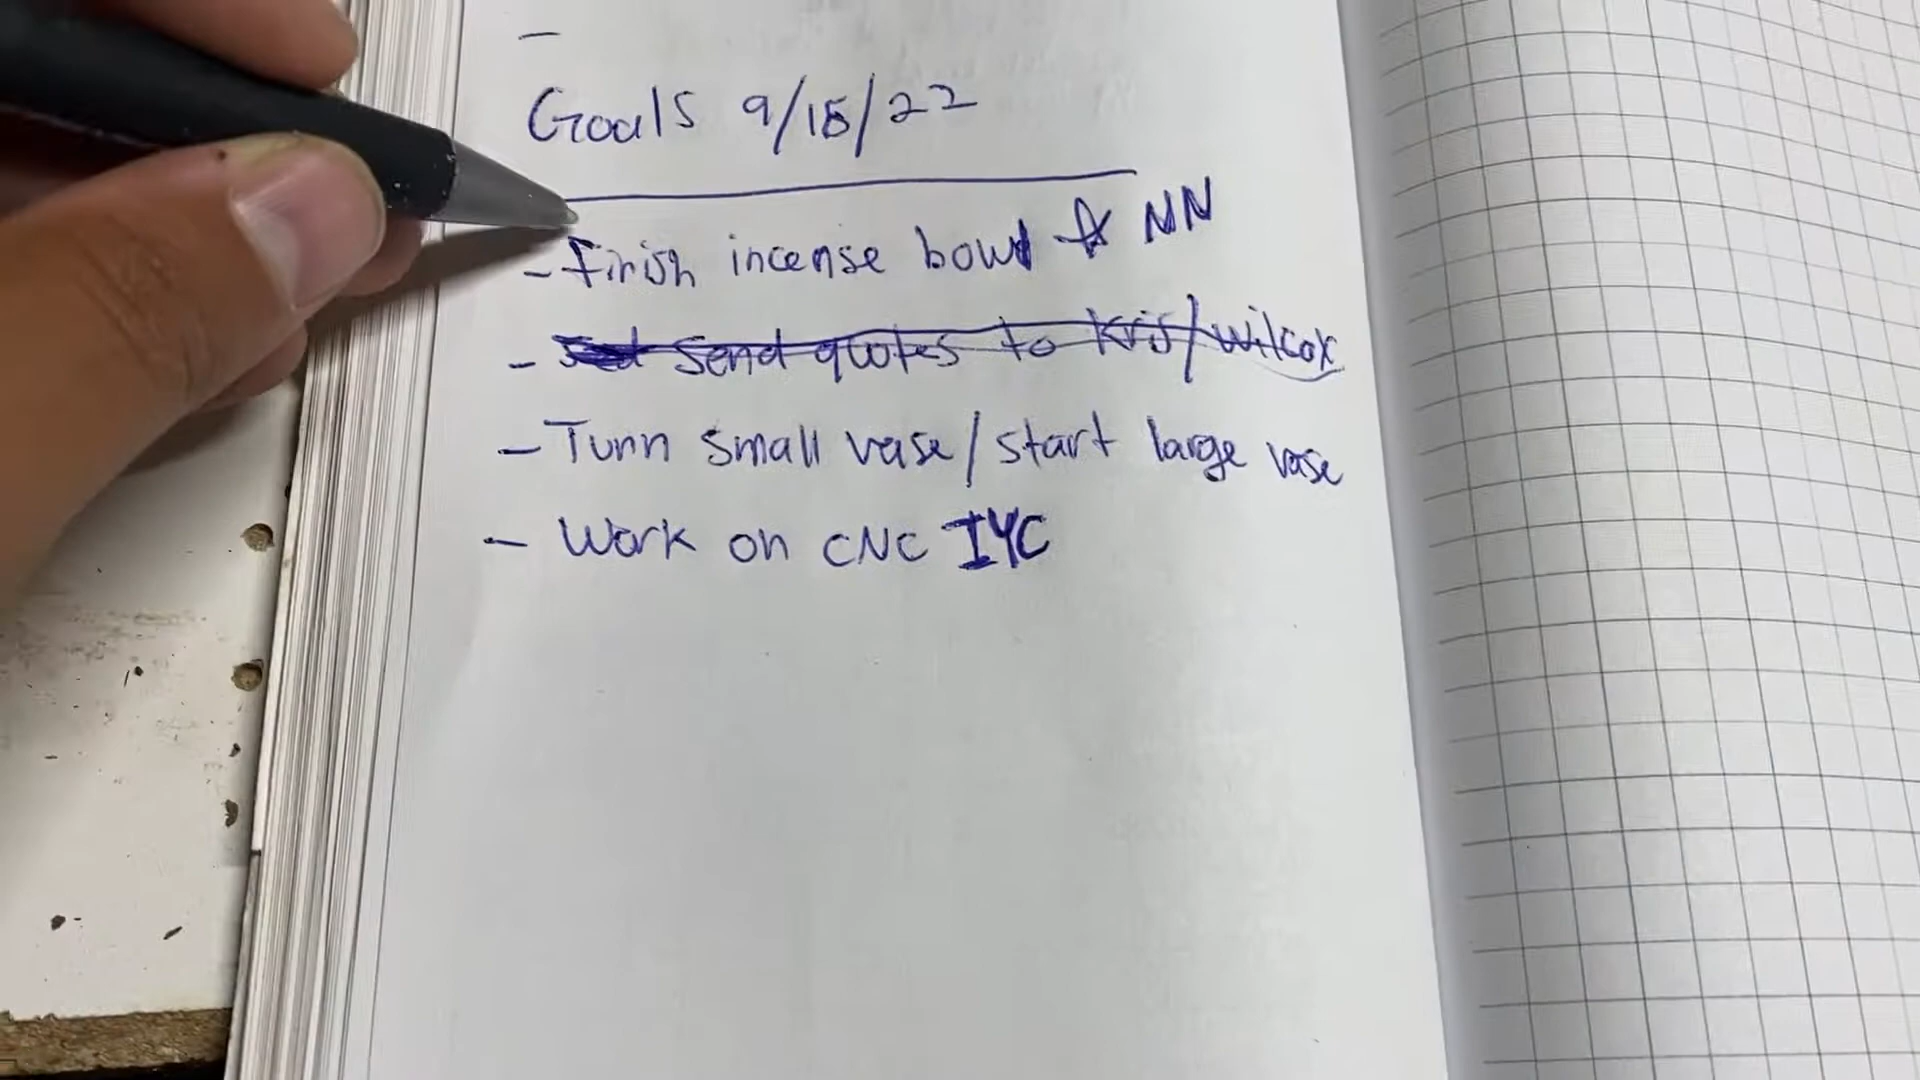 Goals 9/18/22
- Finish incense bowl ☆ NN
- Send quotes to Kris/Wilcox
- Turn small vase/start large vase
- Work on CNC IYC